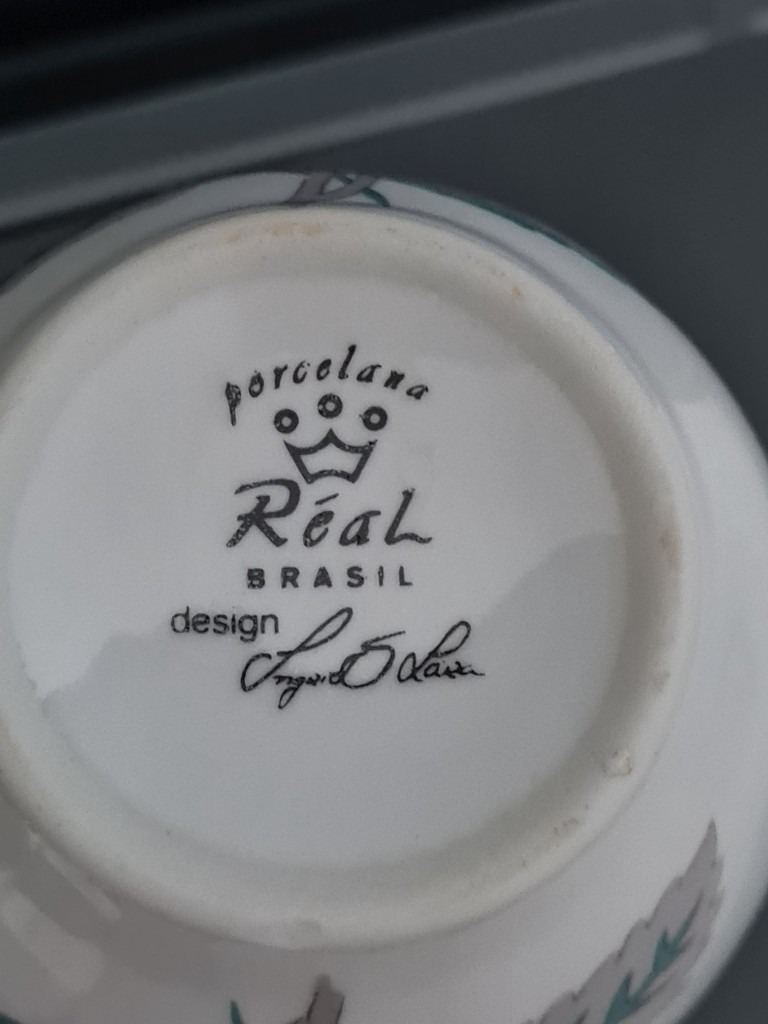 porcelana
Réal
BRASIL
design